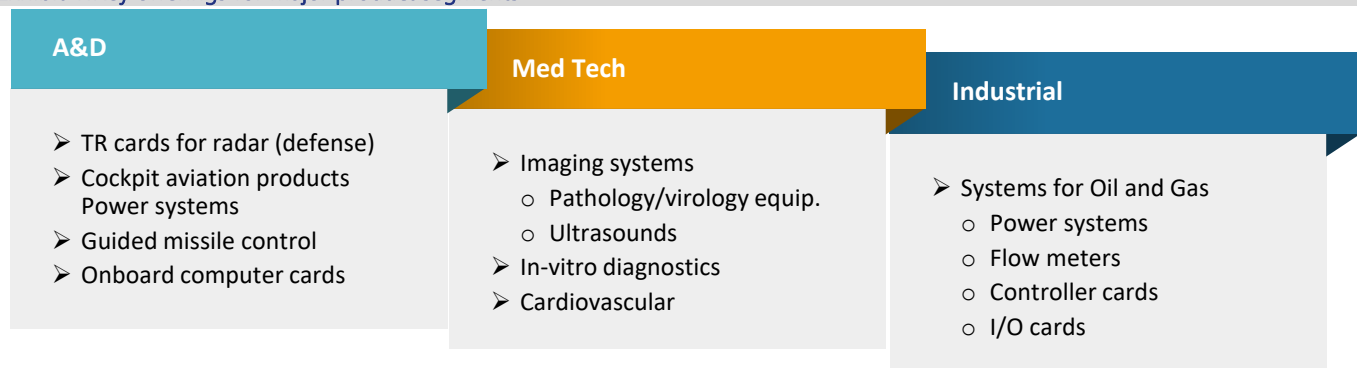 A&D
➢ TR cards for radar (defense)
➢ Cockpit aviation products
Power systems
➢ Guided missile control
➢ Onboard computer cards
Med Tech
➢ Imaging systems
○ Pathology/virology equip.
○ Ultrasounds
➢ In-vitro diagnostics
➢ Cardiovascular
Industrial
➢ Systems for Oil and Gas
○ Power systems
○ Flow meters
○ Controller cards
○ I/O cards